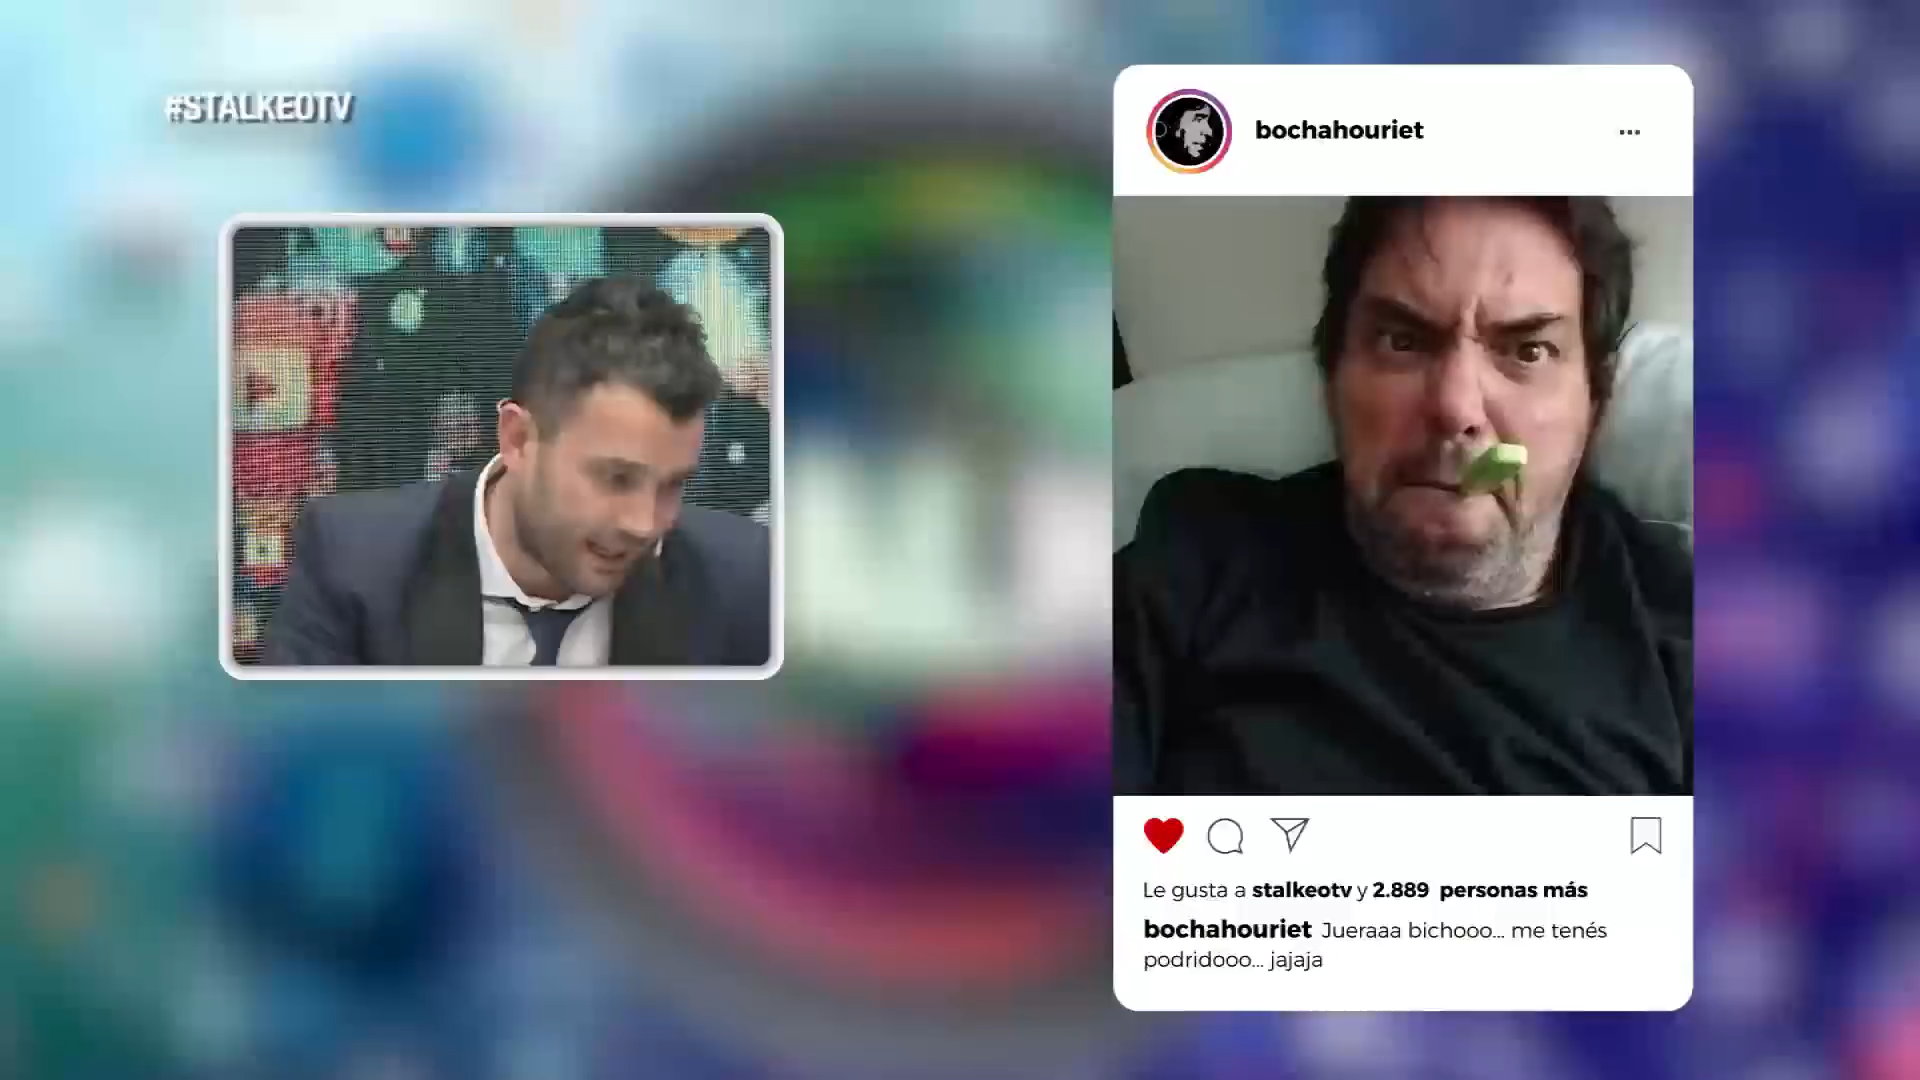 #STALKEOTV
bochahouriet
Le gusta a stalkeotv y 2.889 personas más
bochahouriet Jueraaa bichooo... me tenés
podridooo... jajaja